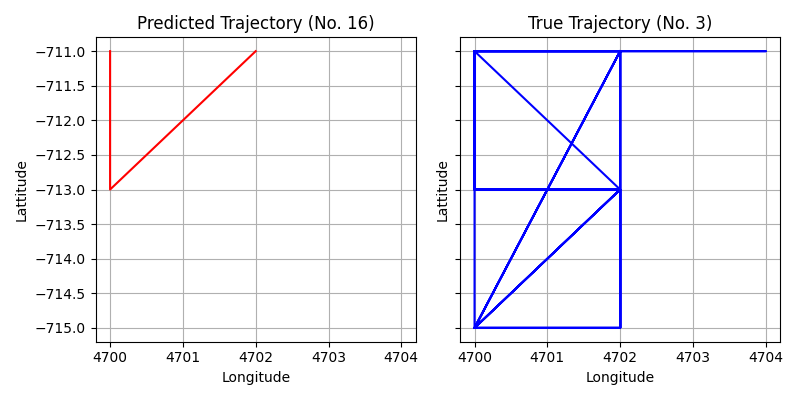 Predicted Trajectory (No. 16)
True Trajectory (No. 3)
Lattitude
−711.0
−711.5
−712.0
−712.5
−713.0
−713.5
−714.0
−714.5
−715.0
4700 4701 4702 4703 4704
Longitude
Lattitude
4700 4701 4702 4703 4704
Longitude